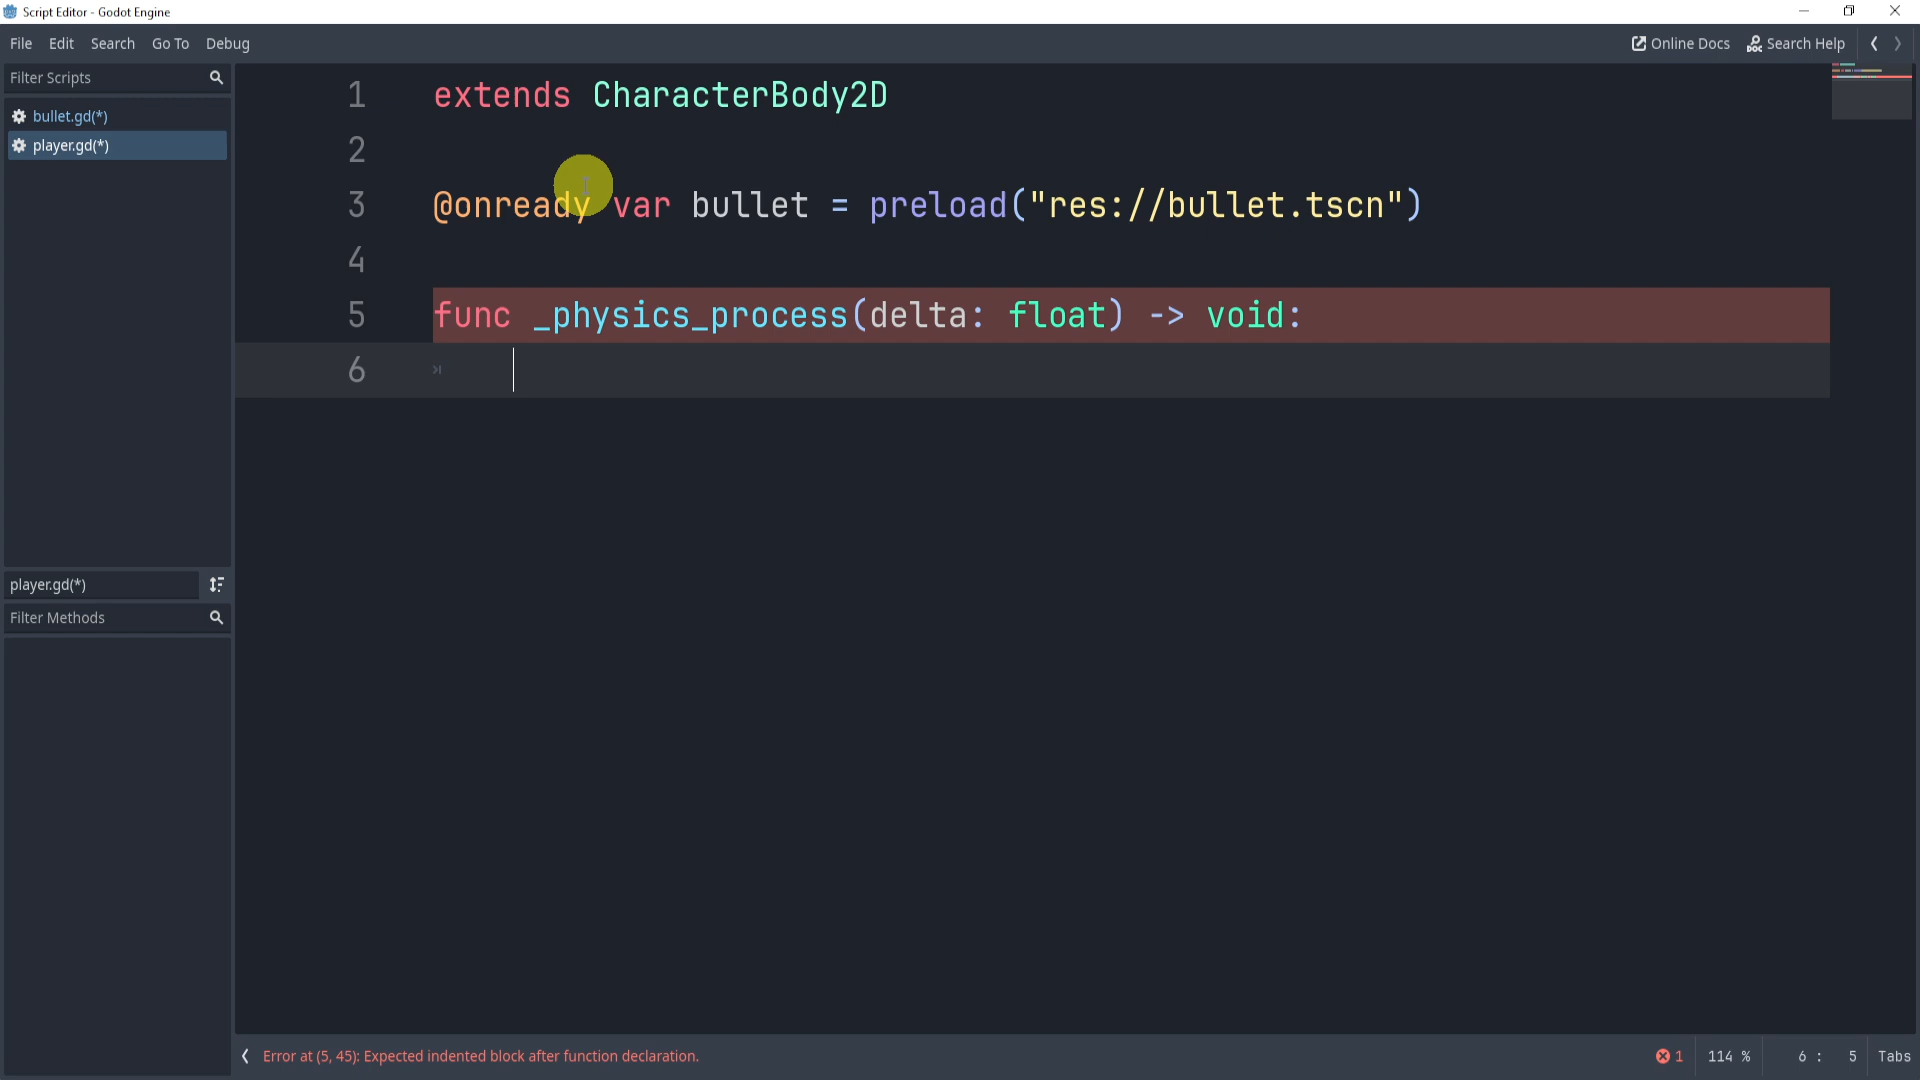 Script Editor - Godot Engine
File Edit Search Go To Debug
Online Docs Search Help
Filter Scripts
bullet.gd(*)
player.gd(*)
player.gd(*)
Filter Methods
1 extends CharacterBody2D
2
3 @onready var bullet = preload("res://bullet.tscn")
4
5 func _physics_process(delta: float) -> void:
6
Error at (5, 45): Expected indented block after function declaration.
1 114 % 6 : 5 Tabs